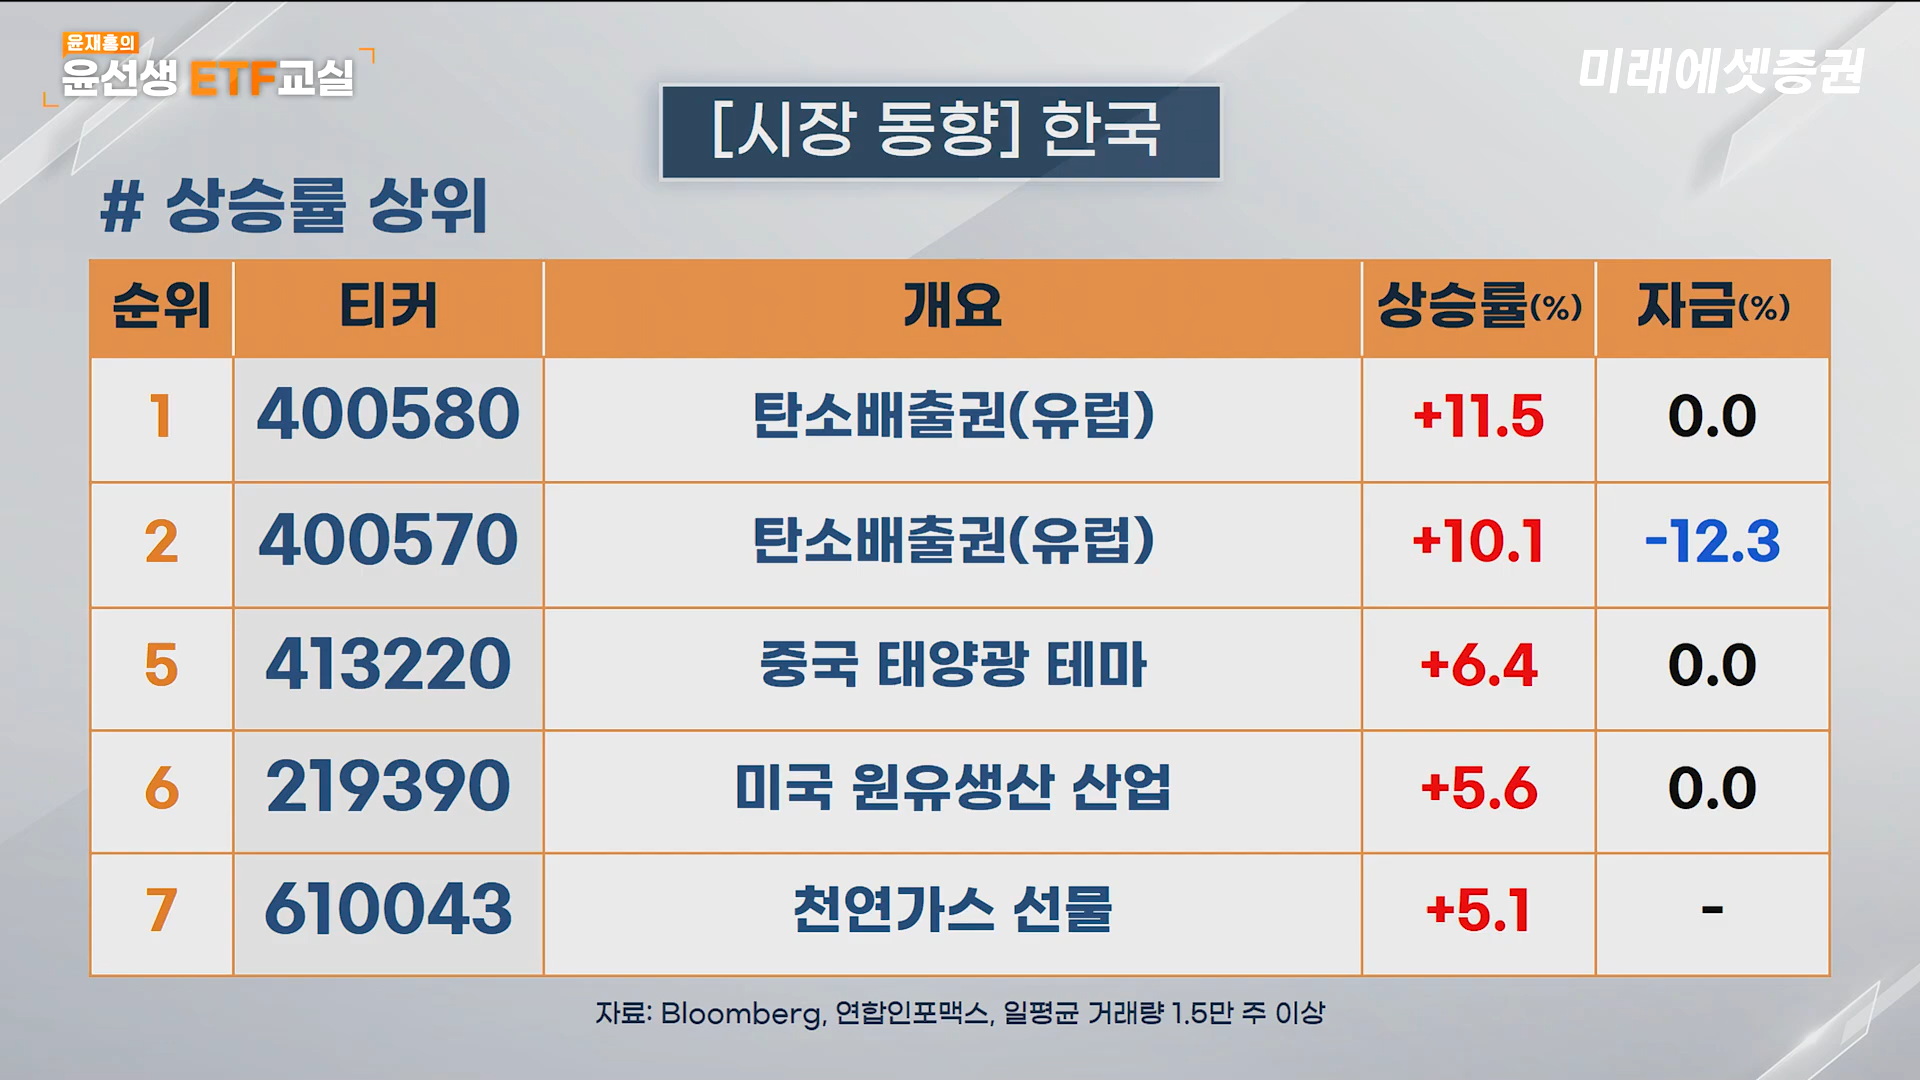 윤재홍의
윤선생 ETF교실
미래에셋증권
[시장 동향] 한국
# 상승률 상위
순위 티커 개요 상승률(%) 자금(%)
1 400580 탄소배출권(유럽) +11.5 0.0
2 400570 탄소배출권(유럽) +10.1 -12.3
5 413220 중국 태양광 테마 +6.4 0.0
6 219390 미국 원유생산 산업 +5.6 0.0
7 610043 천연가스 선물 +5.1 -
자료: Bloomberg, 연합인포맥스, 일평균 거래량 1.5만 주 이상